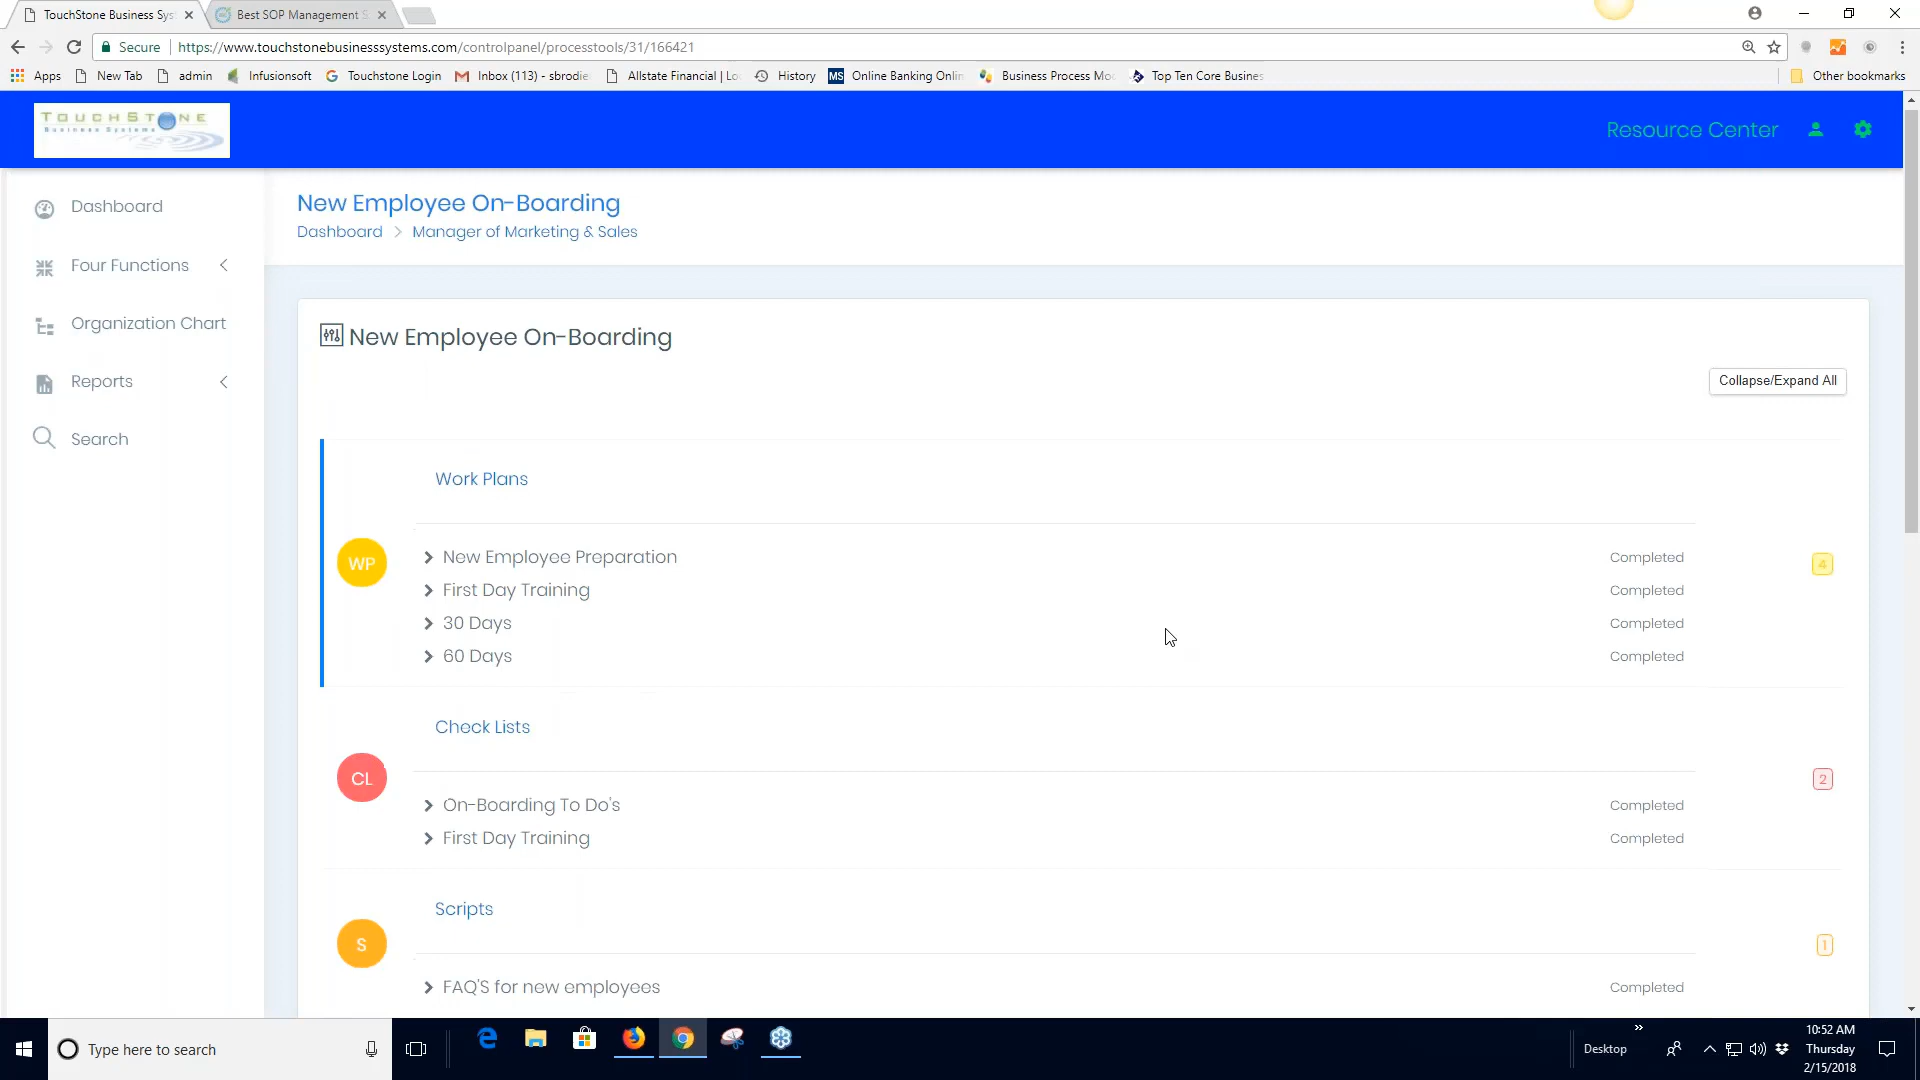 TouchStone Business Sys
Best SOP Management S
Secure
https://www.touchstonebusinesssystems.com/controlpanel/processtools/31/166421
Apps
New Tab
admin
Infusionsoft
Touchstone Login
Inbox (113) - sbrodie
Allstate Financial | Lo
History
MS
Online Banking Onlin
Business Process Mo
Top Ten Core Busines
Other bookmarks
TOUCHSTONE
Business Systems
Resource Center
Dashboard
Four Functions
Organization Chart
Reports
Search
New Employee On-Boarding
Dashboard > Manager of Marketing & Sales
New Employee On-Boarding
Collapse/Expand All
Work Plans
WP
New Employee Preparation Completed
First Day Training Completed
30 Days Completed
60 Days Completed
4
Check Lists
CL
On-Boarding To Do's Completed
First Day Training Completed
2
Scripts
S
FAQ'S for new employees Completed
1
Type here to search
Desktop
10:52 AM
Thursday
2/15/2018